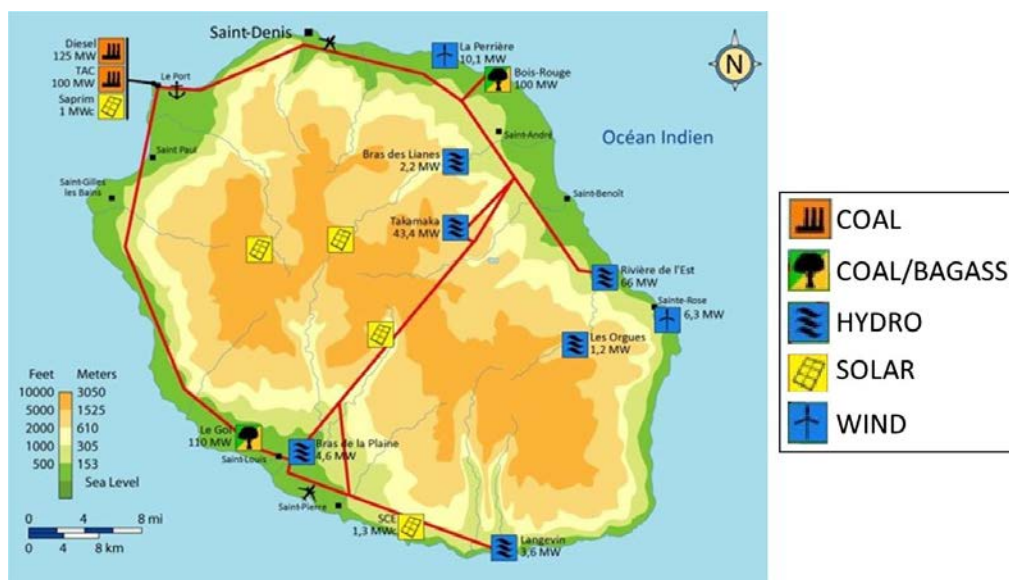 Saint-Denis
Diesel
125 MW
TAC
100 MW
Saprim
1 MWc
Le Port
La Perrière
10,1 MW
Bois-Rouge
100 MW
N
Saint-André
Océan Indien
Saint Paul
Bras des Lianes
2,2 MW
Saint-Gilles
les Bains
Saint-Benoît
Takamaka
43,4 MW
Rivière de l'Est
66 MW
Sainte-Rose
6,3 MW
Les Orgues
1,2 MW
Feet Meters
10000 3050
5000 1525
2000 610
1000 305
500 153
Sea Level
Le Gol
110 MW
Bras de la Plaine
4,6 MW
Saint-Louis
Saint-Pierre
SCE
1,3 MWc
Langevin
3,6 MW
0 4 8 mi
0 4 8 km
COAL
COAL/BAGASS
HYDRO
SOLAR
WIND